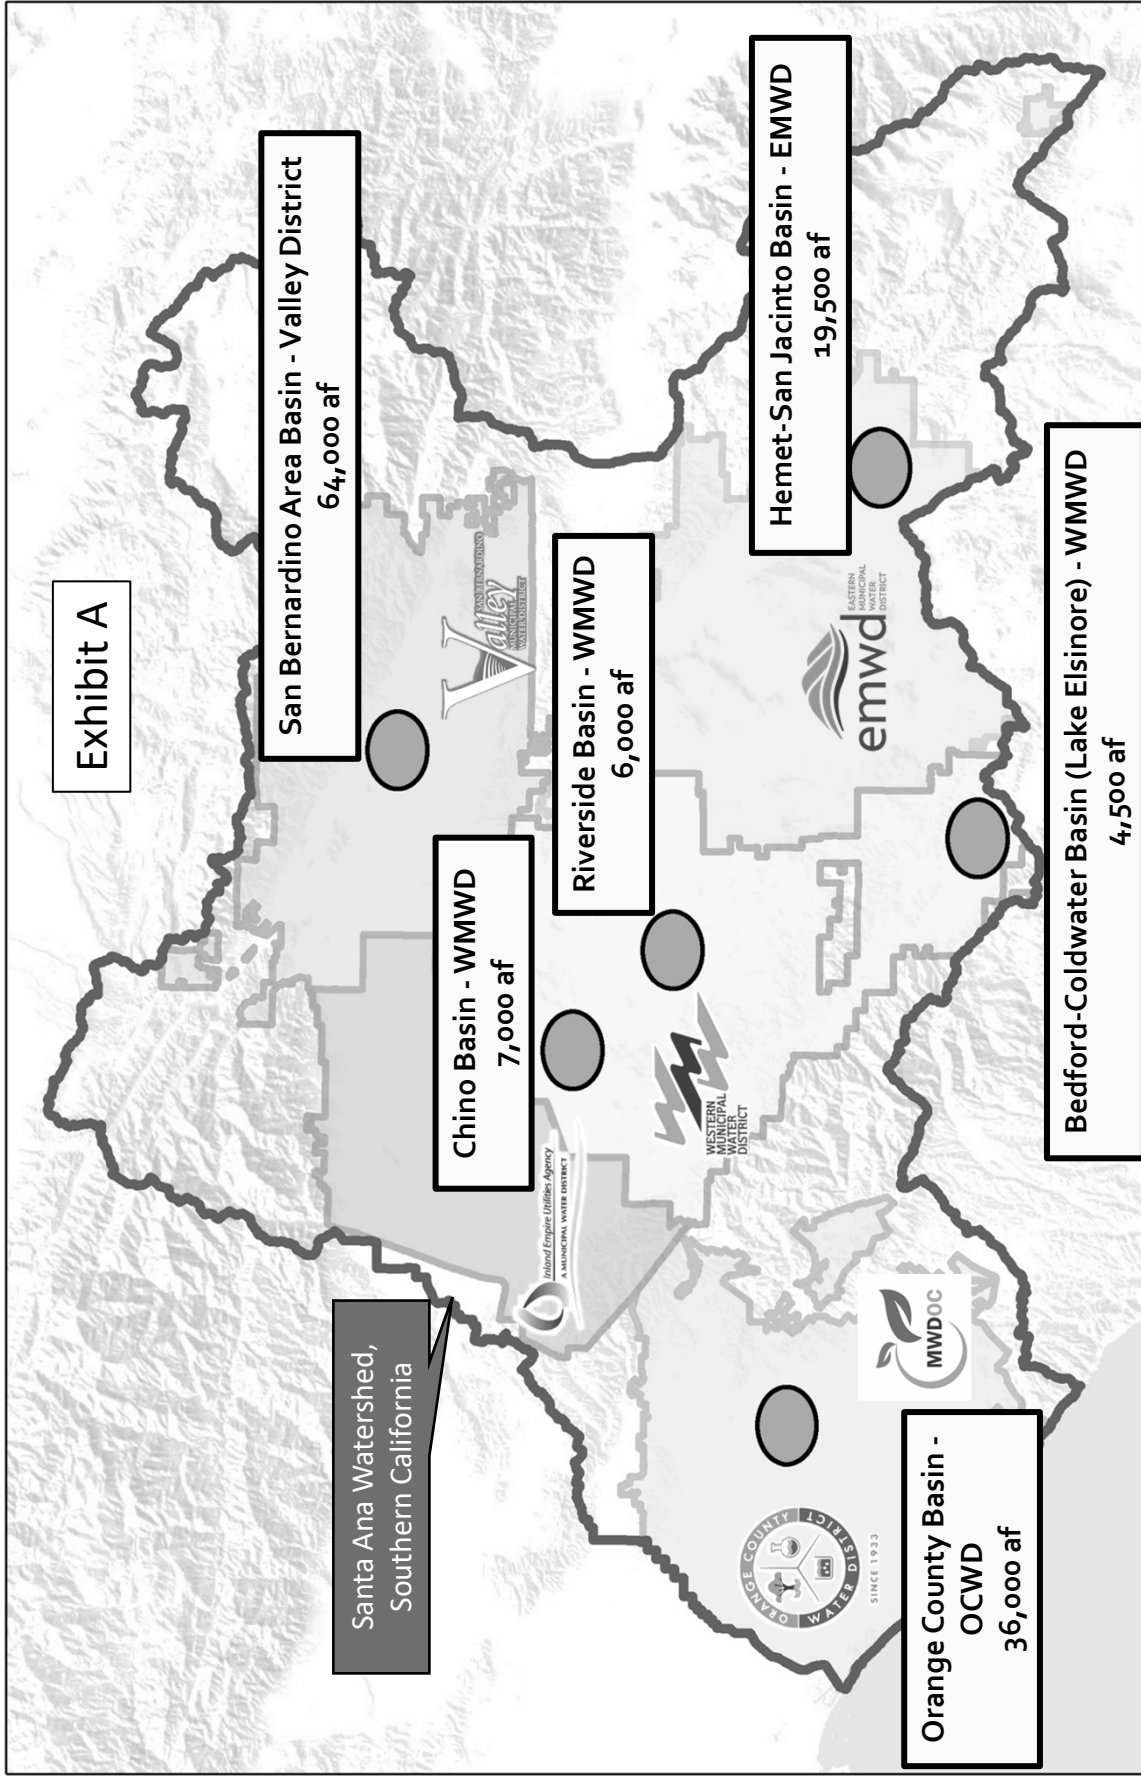 Exhibit A
San Bernardino Area Basin - Valley District
64,000 af
Santa Ana Watershed,
Southern California
Chino Basin - WMWD
7,000 af
Valley
SAN BERNARDINO
MUNICIPAL
WATER DISTRICT
Inland Empire Utilities Agency
A MUNICIPAL WATER DISTRICT
Riverside Basin - WMWD
6,000 af
WESTERN
MUNICIPAL
WATER
DISTRICT
Hemet-San Jacinto Basin - EMWD
19,500 af
ORANGE COUNTY
WATER DISTRICT
SINCE 1933
emwd
EASTERN
MUNICIPAL
WATER
DISTRICT
MWDOC
Orange County Basin -
OCWD
36,000 af
Bedford-Coldwater Basin (Lake Elsinore) - WMWD
4,500 af